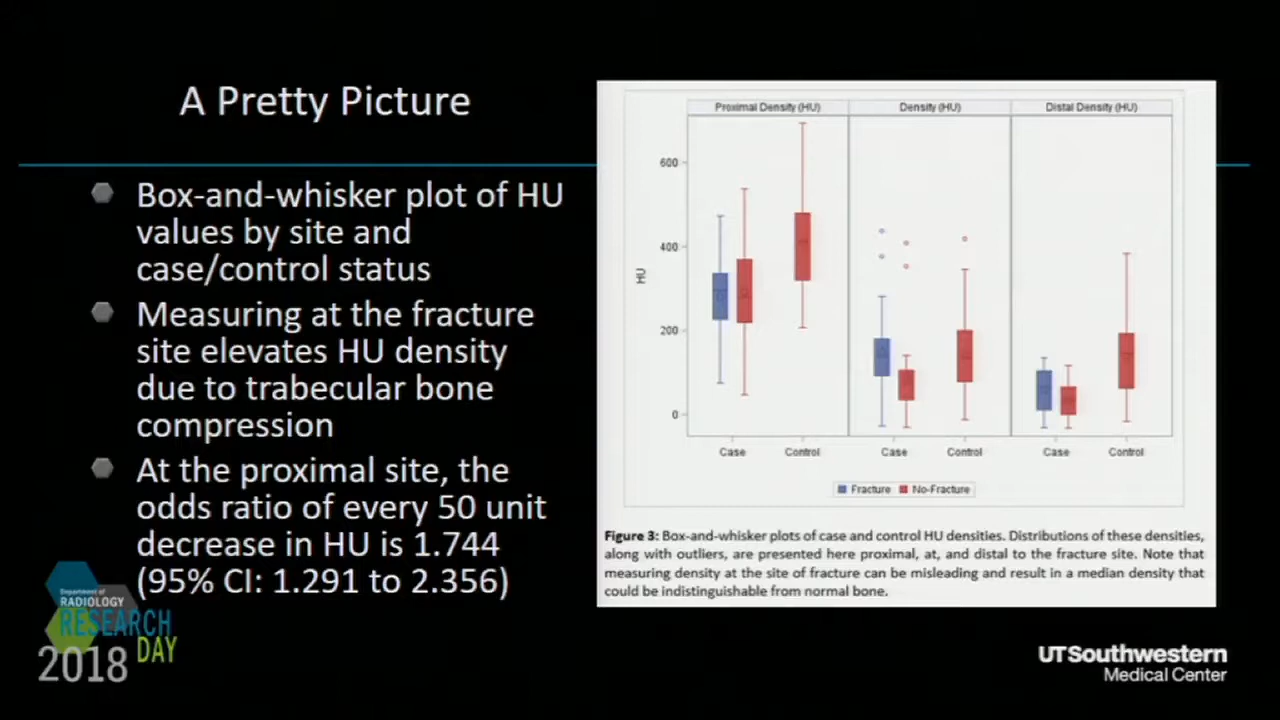 A Pretty Picture
Box-and-whisker plot of HU
values by site and
case/control status
Measuring at the fracture
site elevates HU density
due to trabecular bone
compression
At the proximal site, the
odds ratio of every 50 unit
decrease in HU is 1.744
(95% CI: 1.291 to 2.356)
Proximal Density (HU)
Density (HU)
Distal Density (HU)
600
400
200
0
HU
Case
Control
Case
Control
Case
Control
Fracture
No-Fracture
Figure 3: Box-and-whisker plots of case and control HU densities. Distributions of these densities,
along with outliers, are presented here proximal, at, and distal to the fracture site. Note that
measuring density at the site of fracture can be misleading and result in a median density that
could be indistinguishable from normal bone.
Department of
RADIOLOGY
RESEARCH
DAY
2018
UTSouthwestern
Medical Center